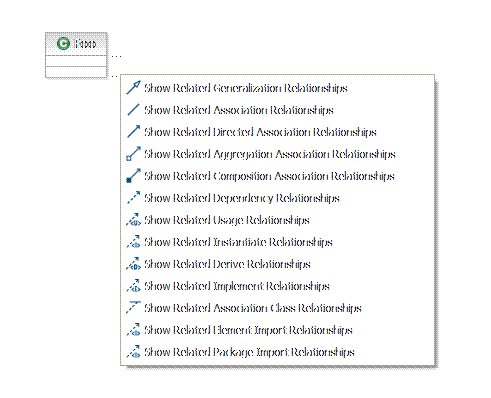 Show Related Generalization Relationships
Show Related Association Relationships
Show Related Directed Association Relationships
Show Related Aggregation Association Relationships
Show Related Composition Association Relationships
Show Related Dependency Relationships
Show Related Usage Relationships
Show Related Instantiate Relationships
Show Related Derive Relationships
Show Related Implement Relationships
Show Related Association Class Relationships
Show Related Element Import Relationships
Show Related Package Import Relationships